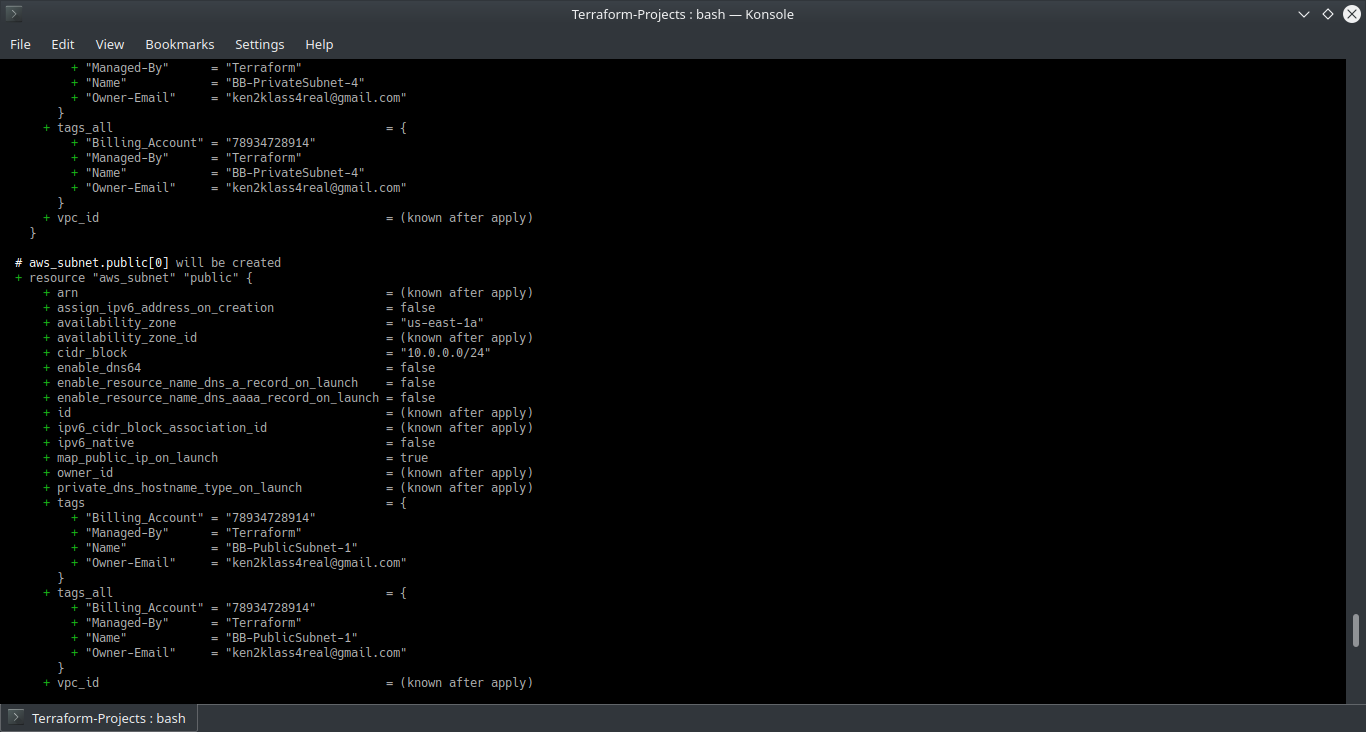 Terraform-Projects : bash — Konsole
File Edit View Bookmarks Settings Help
+ "Managed-By"      = "Terraform"
+ "Name"            = "BB-PrivateSubnet-4"
+ "Owner-Email"     = "ken2klass4real@gmail.com"
}
+ tags_all                                       = {
+ "Billing_Account" = "78934728914"
+ "Managed-By"      = "Terraform"
+ "Name"            = "BB-PrivateSubnet-4"
+ "Owner-Email"     = "ken2klass4real@gmail.com"
}
+ vpc_id                                         = (known after apply)
}
# aws_subnet.public[0] will be created
+ resource "aws_subnet" "public" {
+ arn                                            = (known after apply)
+ assign_ipv6_address_on_creation                = false
+ availability_zone                              = "us-east-1a"
+ availability_zone_id                           = (known after apply)
+ cidr_block                                     = "10.0.0.0/24"
+ enable_dns64                                   = false
+ enable_resource_name_dns_a_record_on_launch    = false
+ enable_resource_name_dns_aaaa_record_on_launch = false
+ id                                             = (known after apply)
+ ipv6_cidr_block_association_id                 = (known after apply)
+ ipv6_native                                    = false
+ map_public_ip_on_launch                        = true
+ owner_id                                       = (known after apply)
+ private_dns_hostname_type_on_launch            = (known after apply)
+ tags                                           = {
+ "Billing_Account" = "78934728914"
+ "Managed-By"      = "Terraform"
+ "Name"            = "BB-PublicSubnet-1"
+ "Owner-Email"     = "ken2klass4real@gmail.com"
}
+ tags_all                                       = {
+ "Billing_Account" = "78934728914"
+ "Managed-By"      = "Terraform"
+ "Name"            = "BB-PublicSubnet-1"
+ "Owner-Email"     = "ken2klass4real@gmail.com"
}
+ vpc_id                                         = (known after apply)
Terraform-Projects : bash